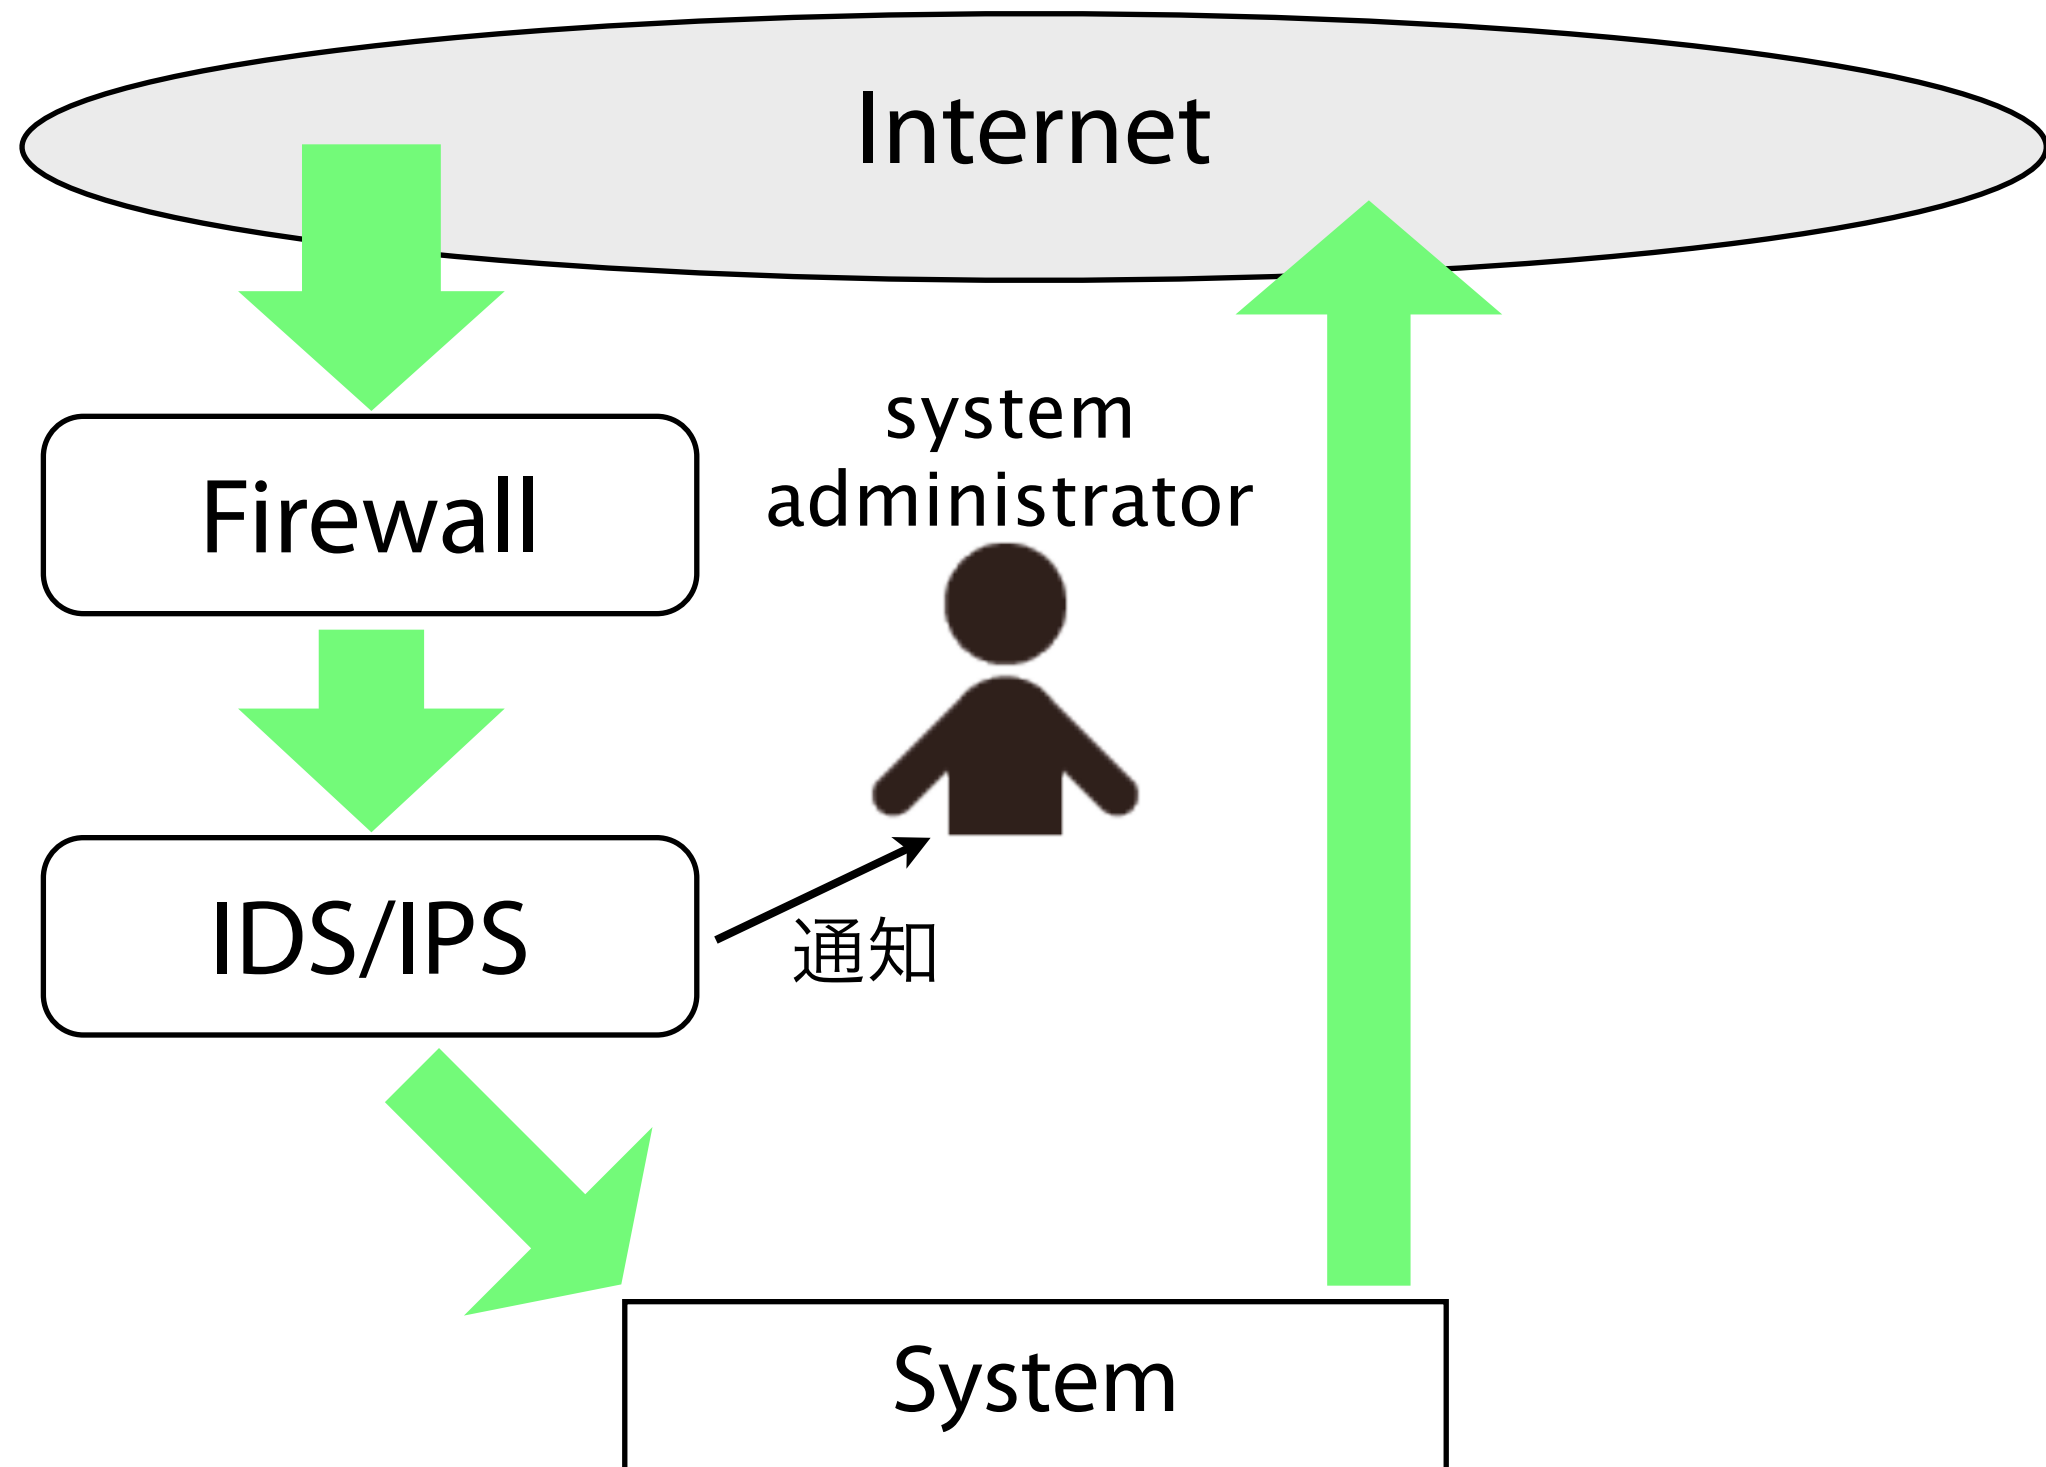 Internet
system
administrator
Firewall
IDS/IPS
通知
System